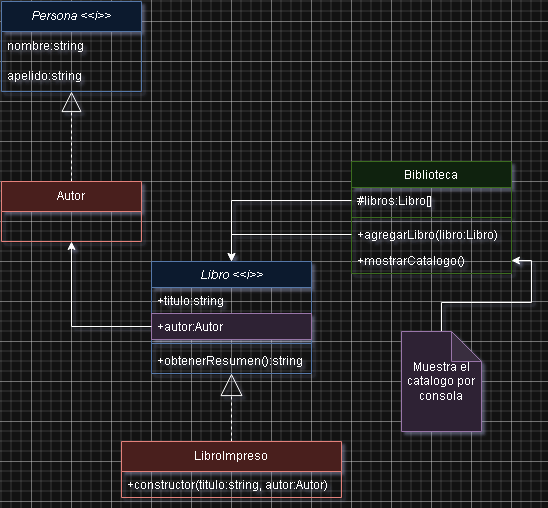 Persona <<i>>
nombre:string
apelido:string
Autor
Biblioteca
#libros:Libro[]
+agregarLibro(libro:Libro)
+mostrarCatalogo()
Libro <<i>>
+titulo:string
+autor:Autor
+obtenerResumen():string
Muestra el
catalogo por
consola
LibroImpreso
+constructor(titulo:string, autor:Autor)